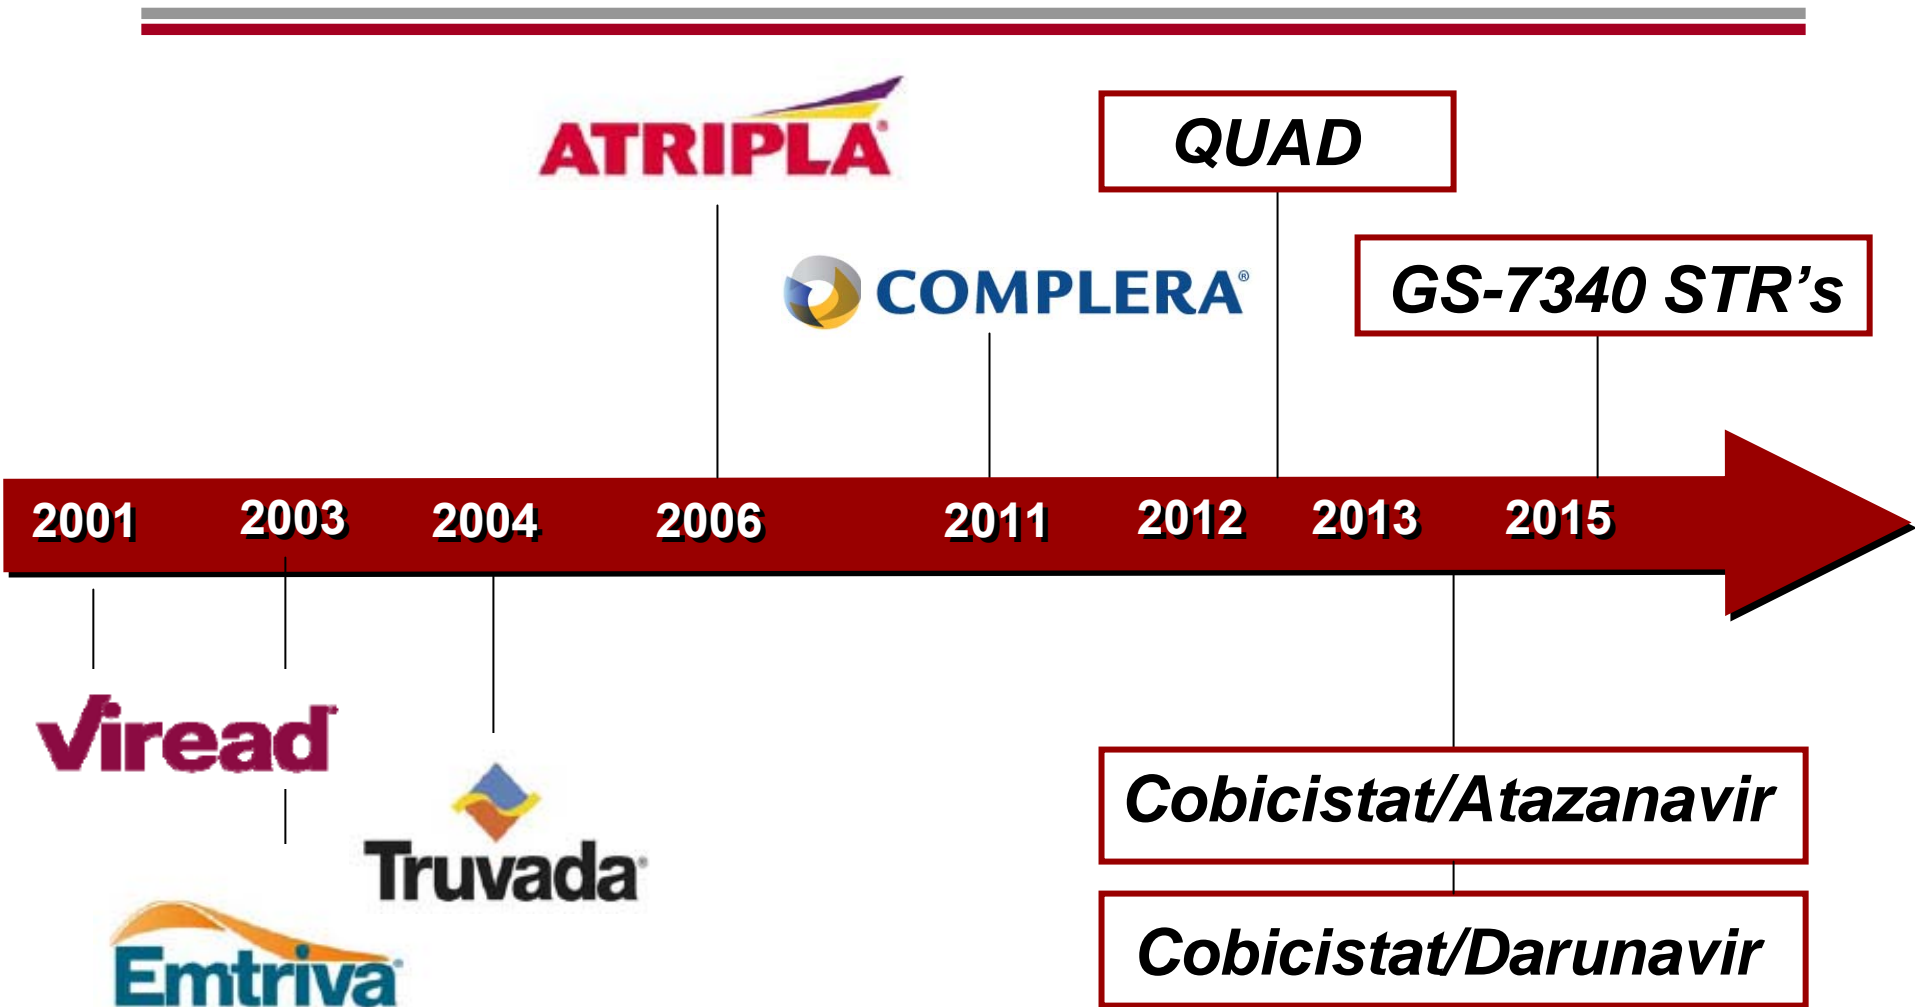 ATRIPLA®
QUAD
COMPLERA®
GS-7340 STR’s
2001 2003 2004 2006 2011 2012 2013 2015
Viread
Truvada
Emtriva
Cobicistat/Atazanavir
Cobicistat/Darunavir